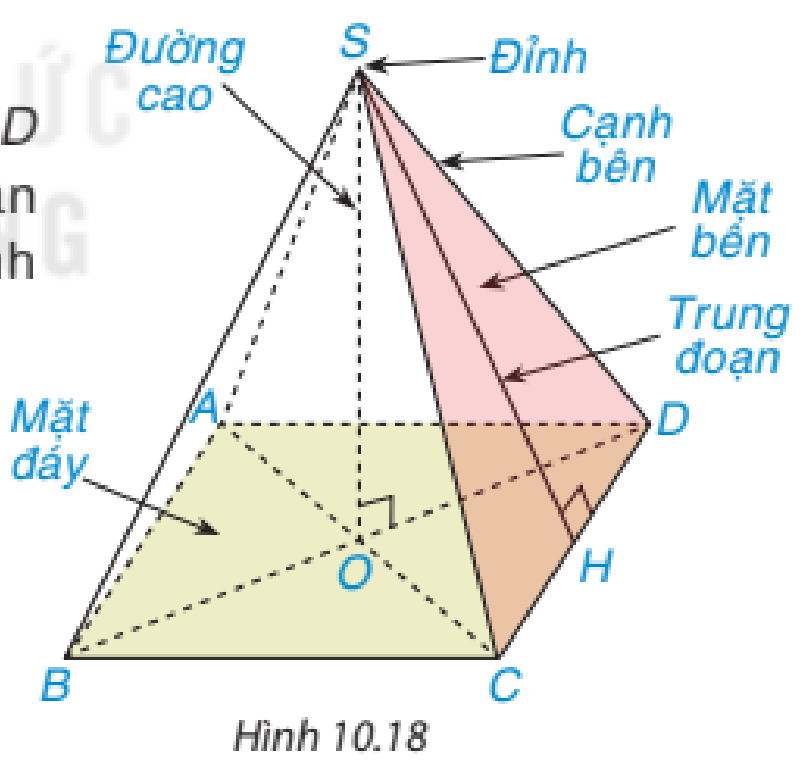 Đường
cao
S
Đỉnh
Cạnh
bên
D
Mặt
bên
Trung
đoạn
A
Mặt
đáy
D
O
H
B
C
Hình 10.18